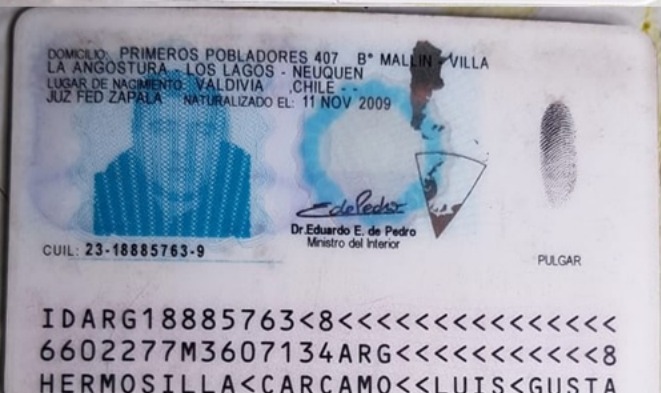 DOMICILIO: PRIMEROS POBLADORES 407 B° MALLIN - VILLA
LA ANGOSTURA - LOS LAGOS - NEUQUEN
LUGAR DE NACIMIENTO: VALDIVIA ,CHILE - -
JUZ FED ZAPALA NATURALIZADO EL: 11 NOV 2009
EdePedro
Dr.Eduardo E. de Pedro
Ministro del Interior
CUIL: 23-18885763-9
PULGAR
IDARG18885763<8<<<<<<<<<<<<<<<
6602277M3607134ARG<<<<<<<<<<<8
HERMOSILLA<CARCAMO<<LUIS<GUSTA